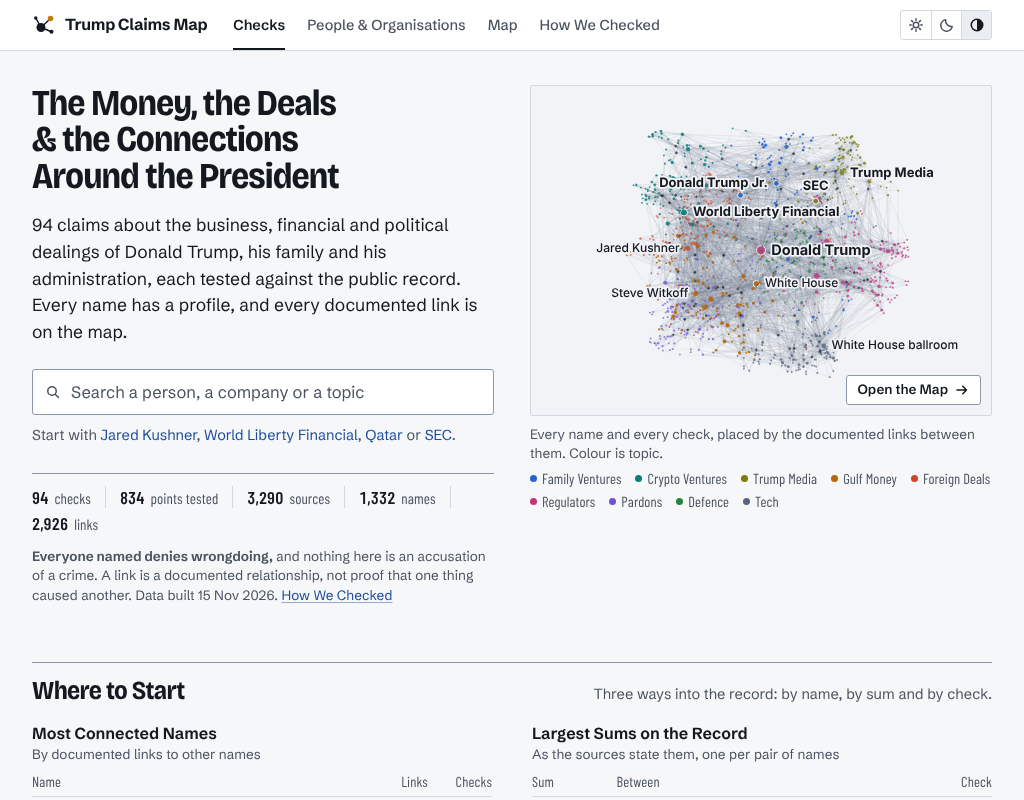 Trump Claims Map
Checks
People & Organisations
Map
How We Checked
The Money, the Deals
& the Connections
Around the President
94 claims about the business, financial and political
dealings of Donald Trump, his family and his
administration, each tested against the public record.
Every name has a profile, and every documented link is
on the map.
Search a person, a company or a topic
Start with Jared Kushner, World Liberty Financial, Qatar or SEC.
94 checks
834 points tested
3,290 sources
1,332 names
2,926 links
Everyone named denies wrongdoing, and nothing here is an accusation
of a crime. A link is a documented relationship, not proof that one thing
caused another. Data built 15 Nov 2026. How We Checked
Trump Media
Donald Trump Jr.
SEC
World Liberty Financial
Jared Kushner
Donald Trump
White House
Steve Witkoff
White House ballroom
Open the Map →
Every name and every check, placed by the documented links between
them. Colour is topic.
Family Ventures
Crypto Ventures
Trump Media
Gulf Money
Foreign Deals
Regulators
Pardons
Defence
Tech
Where to Start
Three ways into the record: by name, by sum and by check.
Most Connected Names
By documented links to other names
Name Links Checks
Largest Sums on the Record
As the sources state them, one per pair of names
Sum Between Check